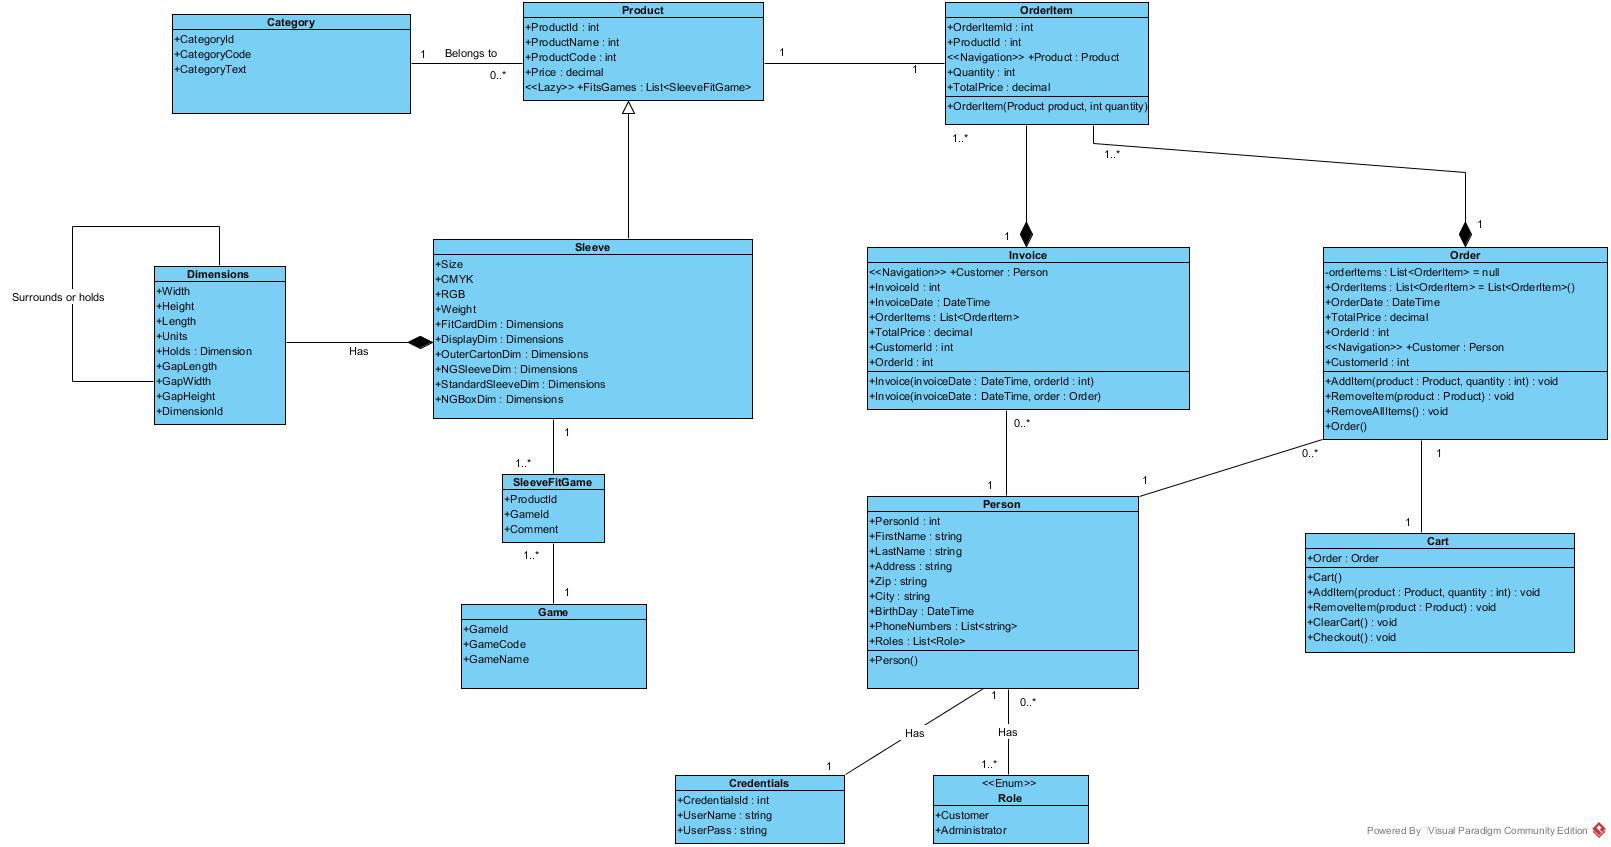 Category
+CategoryId
+CategoryCode
+CategoryText
1
Belongs to
0..*
Product
+ProductId : int
+ProductName : int
+ProductCode : int
+Price : decimal
<<Lazy>> +FitsGames : List<SleeveFitGame>
1
1
OrderItem
+OrderItemId : int
+ProductId : int
<<Navigation>> +Product : Product
+Quantity : int
+TotalPrice : decimal
+OrderItem(Product product, int quantity)
1..*
1..*
Surrounds or holds
Dimensions
+Width
+Height
+Length
+Units
+Holds : Dimension
+GapLength
+GapWidth
+GapHeight
+DimensionId
Has
Sleeve
+Size
+CMYK
+RGB
+Weight
+FitCardDim : Dimensions
+DisplayDim : Dimensions
+OuterCartonDim : Dimensions
+NGSleeveDim : Dimensions
+StandardSleeveDim : Dimensions
+NGBoxDim : Dimensions
1
1..*
SleeveFitGame
+ProductId
+GameId
+Comment
1..*
1
Game
+GameId
+GameCode
+GameName
1
Invoice
<<Navigation>> +Customer : Person
+InvoiceId : int
+InvoiceDate : DateTime
+OrderItems : List<OrderItem>
+TotalPrice : decimal
+CustomerId : int
+OrderId : int
+Invoice(invoiceDate : DateTime, orderId : int)
+Invoice(invoiceDate : DateTime, order : Order)
0..*
1
1
Order
-orderItems : List<OrderItem> = null
+OrderItems : List<OrderItem> = List<OrderItem>()
+OrderDate : DateTime
+TotalPrice : decimal
+OrderId : int
<<Navigation>> +Customer : Person
+CustomerId : int
+AddItem(product : Product, quantity : int) : void
+RemoveItem(product : Product) : void
+RemoveAllItems() : void
+Order()
0..*
1
1
1
Person
+PersonId : int
+FirstName : string
+LastName : string
+Address : string
+Zip : string
+City : string
+BirthDay : DateTime
+PhoneNumbers : List<string>
+Roles : List<Role>
+Person()
Cart
+Order : Order
+Cart()
+AddItem(product : Product, quantity : int) : void
+RemoveItem(product : Product) : void
+ClearCart() : void
+Checkout() : void
1
0..*
Has
Has
1
1..*
Credentials
+CredentialsId : int
+UserName : string
+UserPass : string
<<Enum>>
Role
+Customer
+Administrator
Powered By Visual Paradigm Community Edition